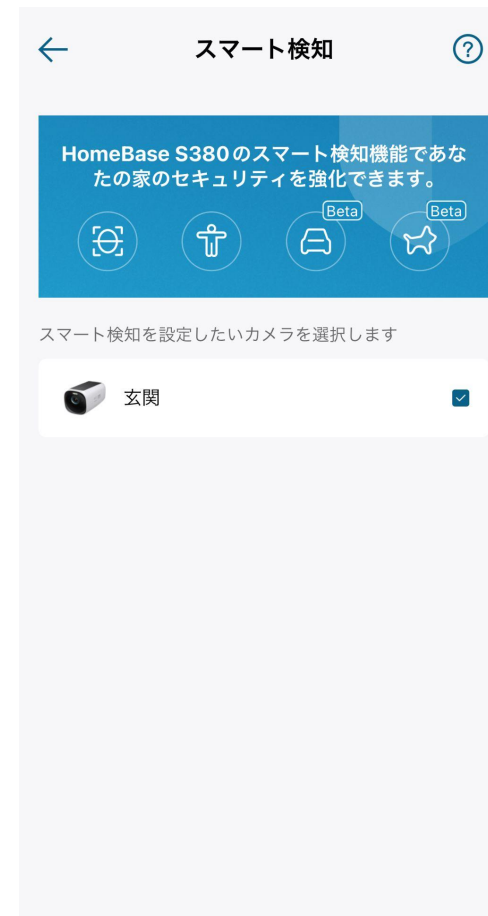 スマート検知
HomeBase S380のスマート検知機能であな
たの家のセキュリティを強化できます。
Beta
Beta
スマート検知を設定したいカメラを選択します
玄関